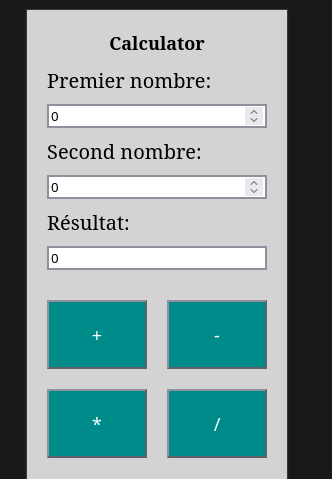 Calculator
Premier nombre:
0
Second nombre:
0
Résultat:
0
+ -
* /